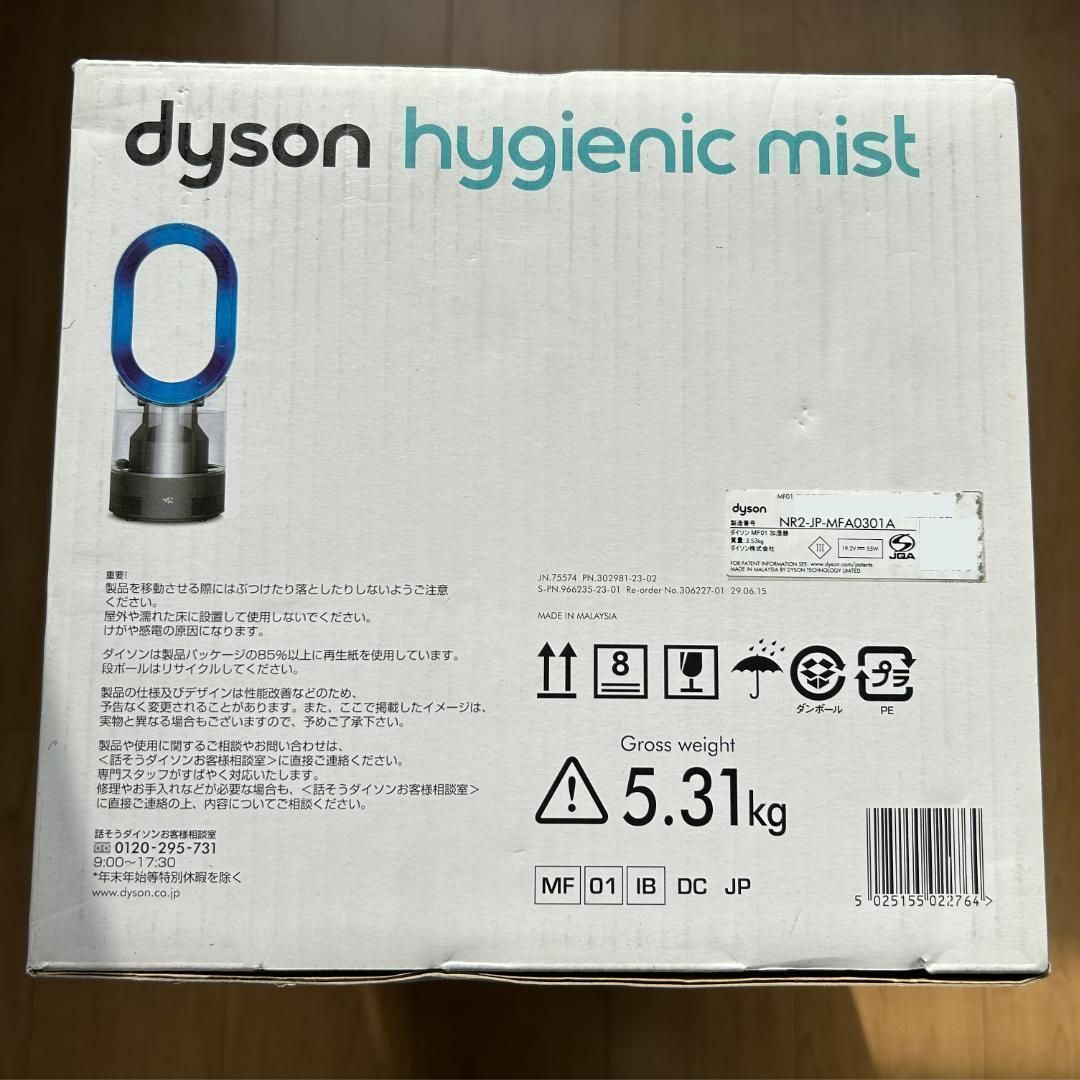 dyson hygienic mist
MF01
dyson
製造番号 NR2-JP-MFA0301A
ダイソン MF01 加湿器
質量: 3.53kg
ダイソン株式会社
III
19.2V 55W
JQA
FOR PATENT INFORMATION SEE: www.dyson.com/patents
MADE IN MALAYSIA BY DYSON TECHNOLOGY LIMITED
重要!
製品を移動させる際にはぶつけたり落としたりしないようご注意
ください。
屋外や濡れた床に設置して使用しないでください。
けがや感電の原因になります。
ダイソンは製品パッケージの85%以上に再生紙を使用しています。
段ボールはリサイクルしてください。
製品の仕様及びデザインは性能改善などのため、
予告なく変更されることがあります。また、ここで掲載したイメージは、
実物と異なる場合もございますので、予めご了承下さい。
製品や使用に関するご相談やお問い合わせは、
<話そうダイソンお客様相談室>に直接ご連絡ください。
専門スタッフがすばやく対応いたします。
修理やお手入れなどが必要な場合も、<話そうダイソンお客様相談室>
に直接ご連絡の上、内容についてご相談ください。
話そうダイソンお客様相談室
0120-295-731
9:00〜17:30
*年末年始等特別休暇を除く
www.dyson.co.jp
JN.75574 PN.302981-23-02
S-PN.966235-23-01 Re-order No.306227-01 29.06.15
MADE IN MALAYSIA
8
プラ
ダンボール PE
Gross weight
5.31kg
MF 01 IB DC JP
5 025155 022764 >